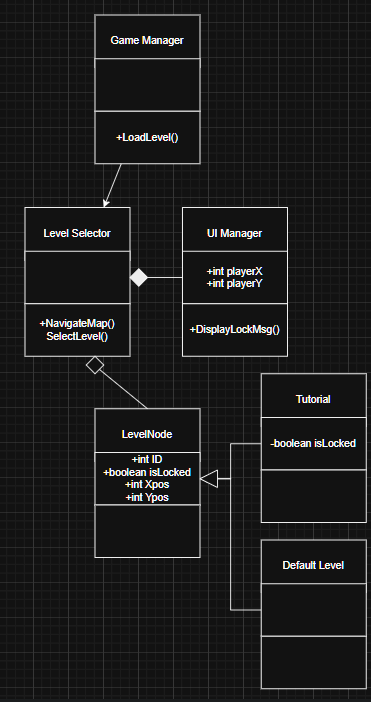 Game Manager
+LoadLevel()
Level Selector
+NavigateMap()
SelectLevel()
UI Manager
+int playerX
+int playerY
+DisplayLockMsg()
LevelNode
+int ID
+boolean isLocked
+int Xpos
+int Ypos
Tutorial
-boolean isLocked
Default Level